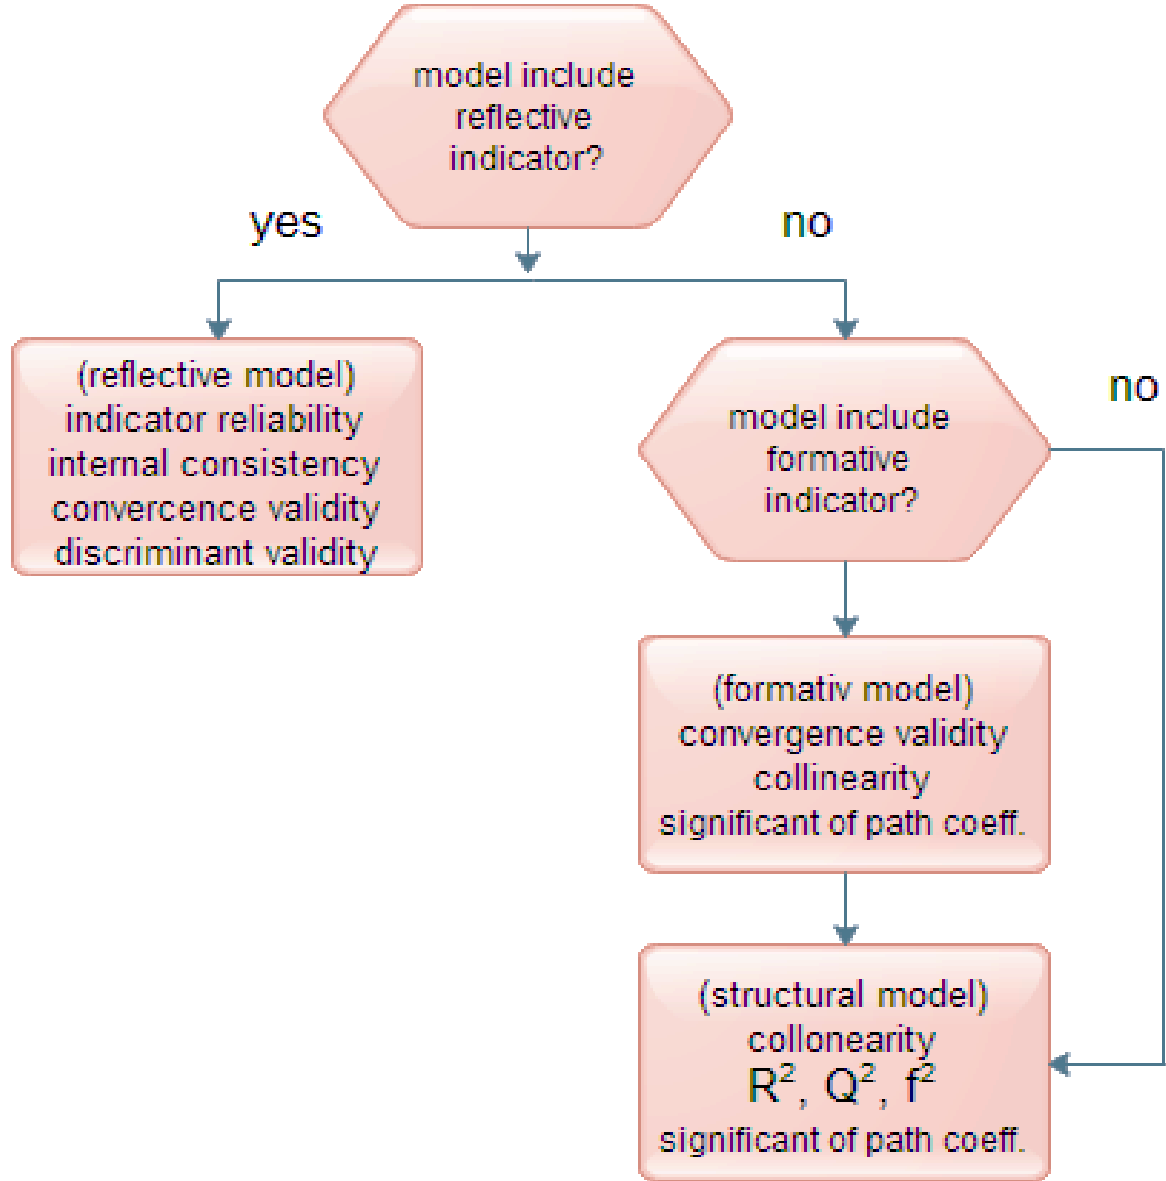 model include
reflective
indicator?
yes
no
(reflective model)
indicator reliability
internal consistency
convercence validity
discriminant validity
model include
formative
indicator?
no
(formativ model)
convergence validity
collinearity
significant of path coeff.
(structural model)
collonearity
R², Q², f²
significant of path coeff.